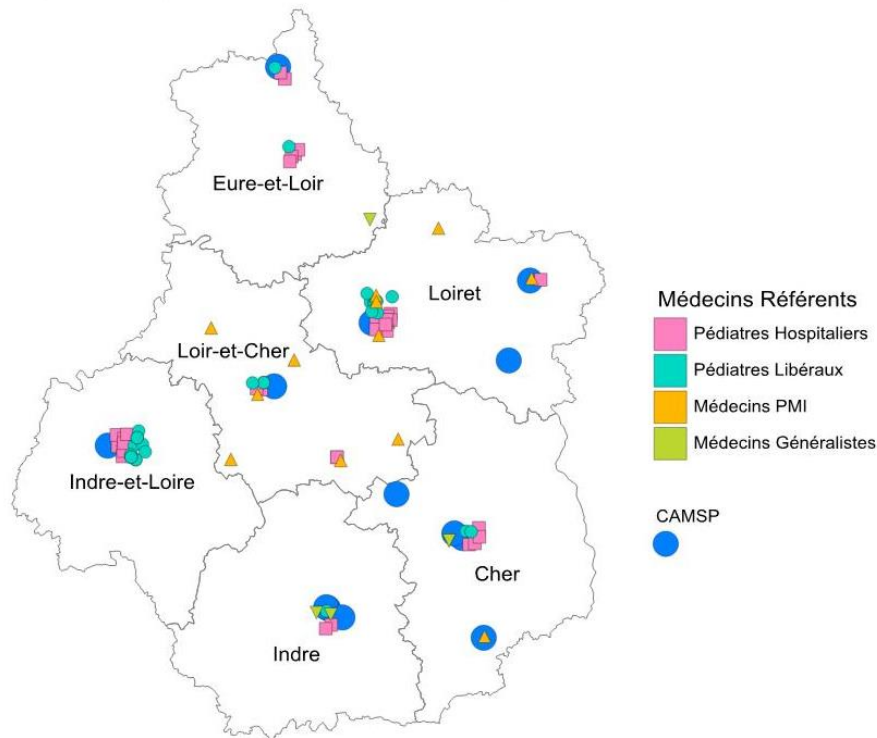 Eure-et-Loir
Loiret
Loir-et-Cher
Indre-et-Loire
Cher
Indre
Médecins Référents
Pédiatres Hospitaliers
Pédiatres Libéraux
Médecins PMI
Médecins Généralistes
CAMSP